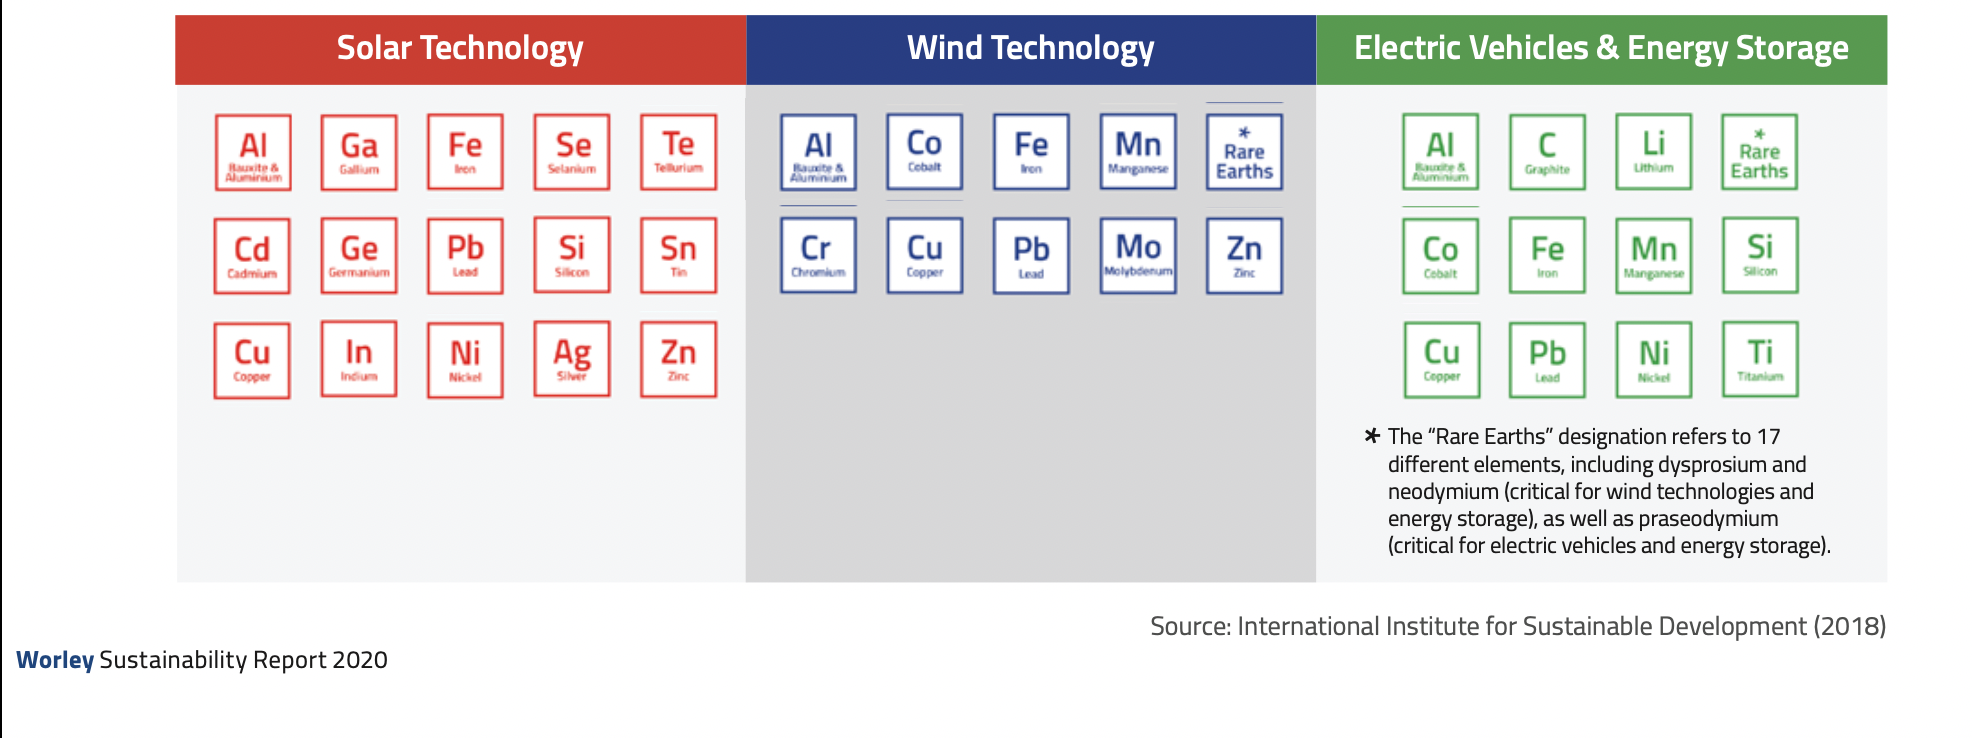 Solar Technology
Wind Technology
Electric Vehicles & Energy Storage
Al
Bauxite &
Aluminium
Ga
Gallium
Fe
Iron
Se
Selanium
Te
Tellurium
Cd
Cadmium
Ge
Germanium
Pb
Lead
Si
Silicon
Sn
Tin
Cu
Copper
In
Indium
Ni
Nickel
Ag
Silver
Zn
Zinc
Al
Bauxite &
Aluminium
Co
Cobalt
Fe
Iron
Mn
Manganese
*
Rare
Earths
Cr
Chromium
Cu
Copper
Pb
Lead
Mo
Molybdenum
Zn
Zinc
Al
Bauxite &
Aluminium
C
Graphite
Li
Lithium
*
Rare
Earths
Co
Cobalt
Fe
Iron
Mn
Manganese
Si
Silicon
Cu
Copper
Pb
Lead
Ni
Nickel
Ti
Titanium
* The “Rare Earths” designation refers to 17
different elements, including dysprosium and
neodymium (critical for wind technologies and
energy storage), as well as praseodymium
(critical for electric vehicles and energy storage).
Source: International Institute for Sustainable Development (2018)
Worley Sustainability Report 2020